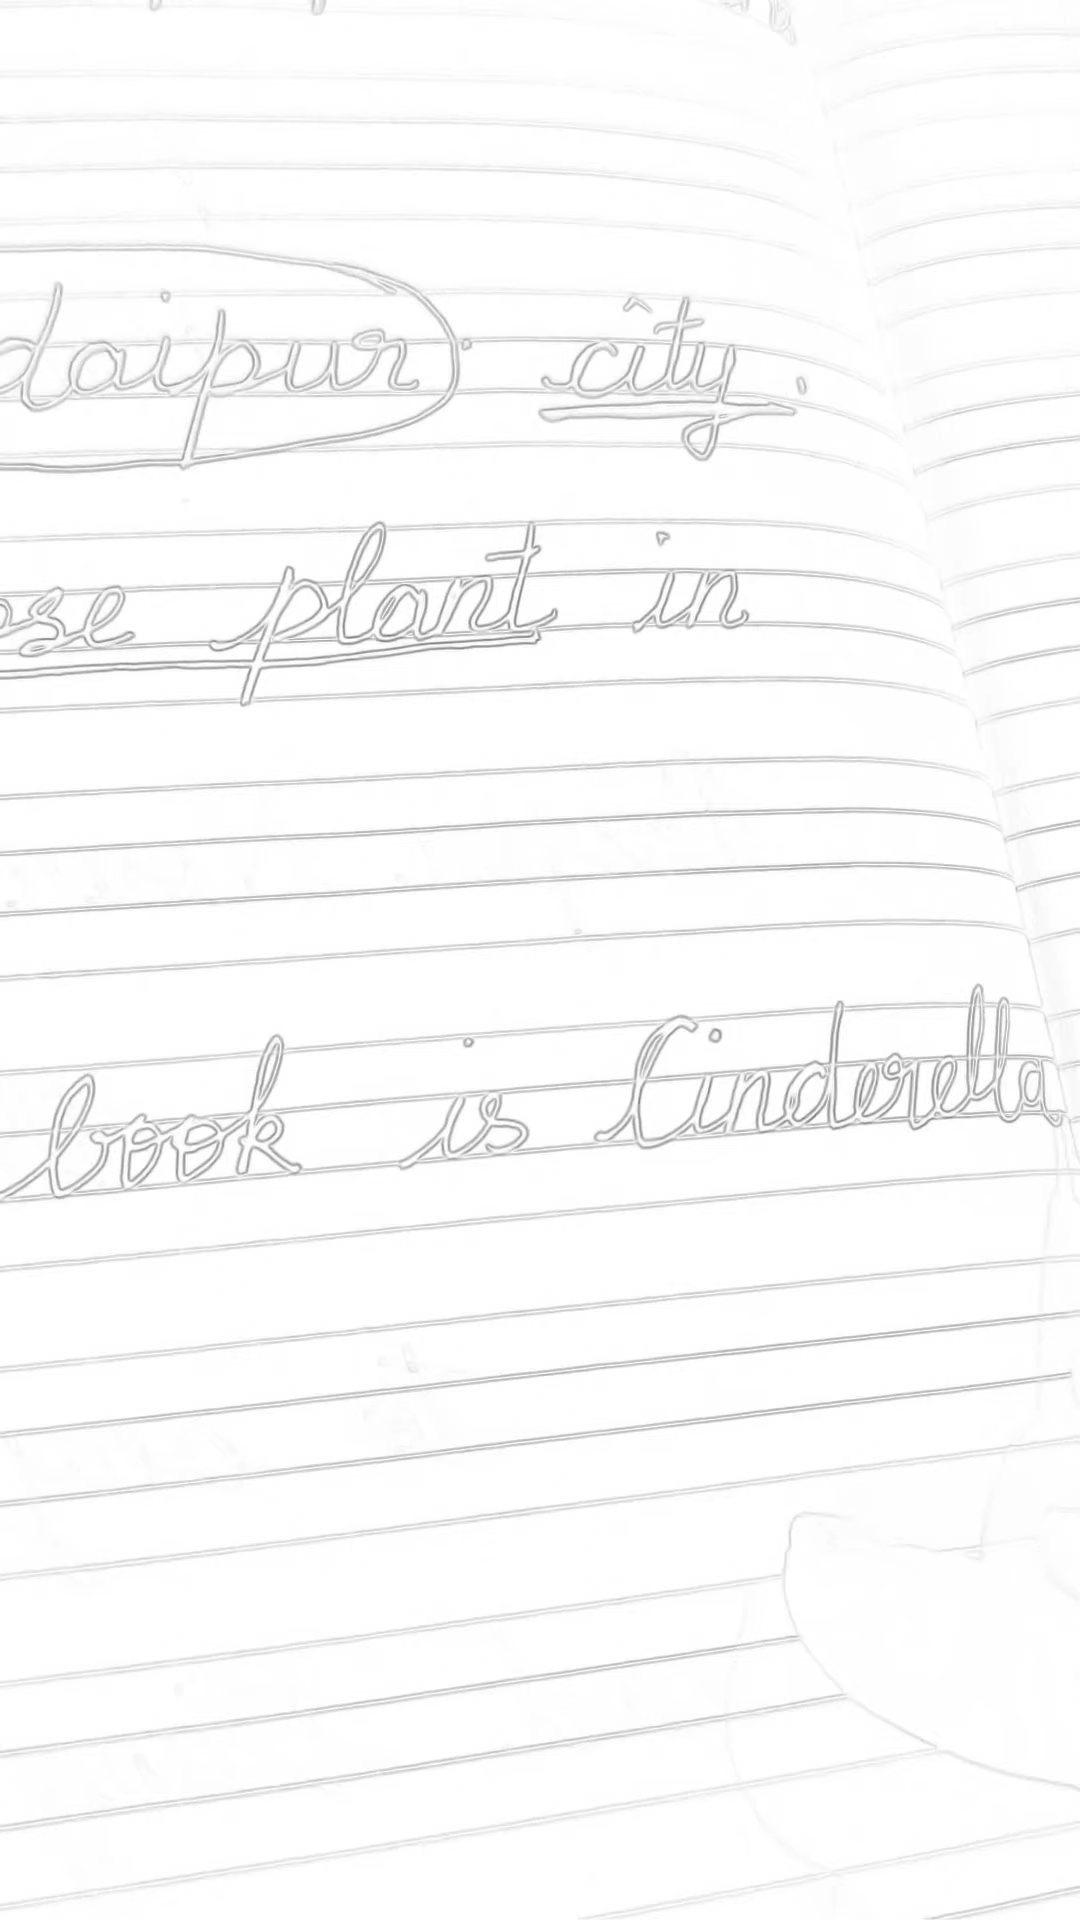 daipur city.
ose plant in
book is Cinderella